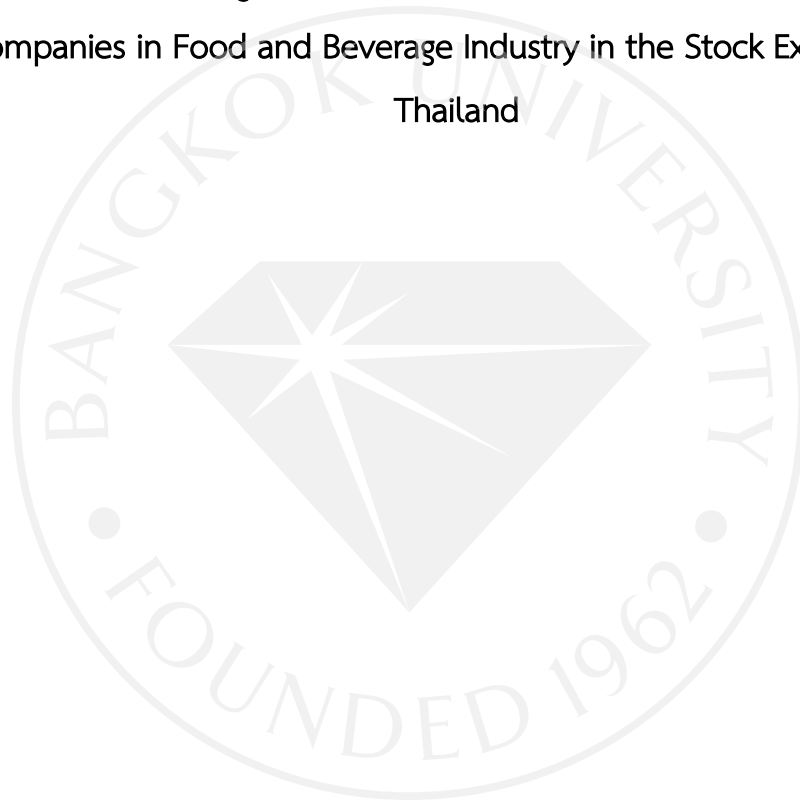 ompanies in Food and Beverage Industry in the Stock Ex
Thailand
BANGKOK UNIVERSITY
FOUNDED 1962